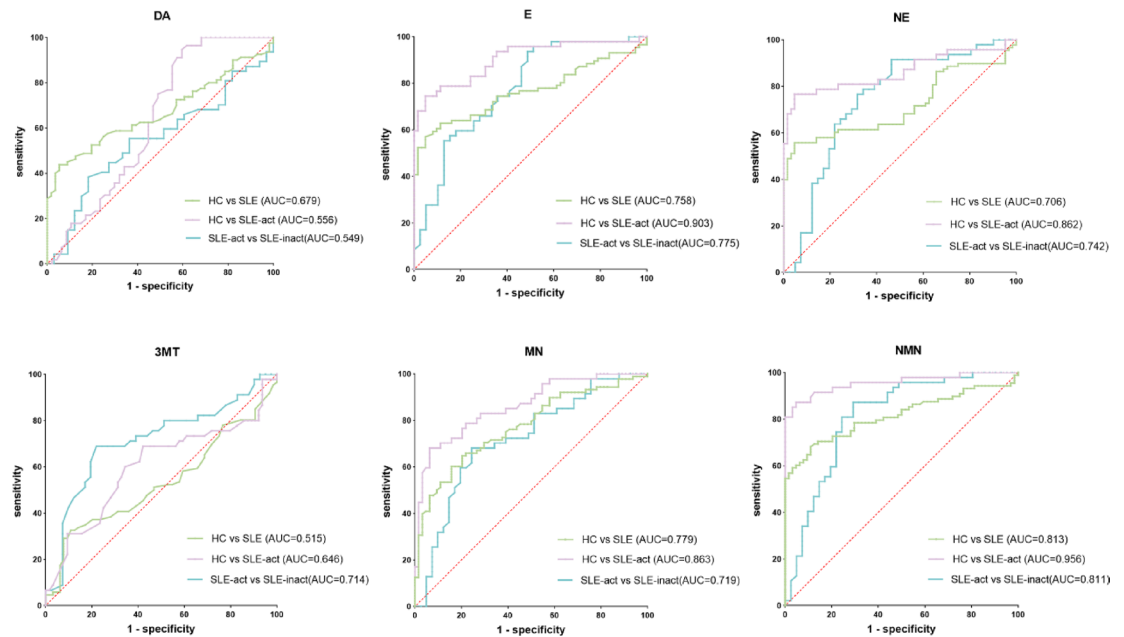 DA
100
80
60
40
20
0
0 20 40 60 80 100
sensitivity
1 - specificity
HC vs SLE (AUC=0.679)
HC vs SLE-act (AUC=0.556)
SLE-act vs SLE-inact(AUC=0.549)
E
100
80
60
40
20
0
0 20 40 60 80 100
sensitivity
1 - specificity
HC vs SLE (AUC=0.758)
HC vs SLE-act (AUC=0.903)
SLE-act vs SLE-inact(AUC=0.775)
NE
100
80
60
40
20
0
0 20 40 60 80 100
sensitivity
1 - specificity
HC vs SLE (AUC=0.706)
HC vs SLE-act (AUC=0.862)
SLE-act vs SLE-inact(AUC=0.742)
3MT
100
80
60
40
20
0
0 20 40 60 80 100
sensitivity
1 - specificity
HC vs SLE (AUC=0.515)
HC vs SLE-act (AUC=0.646)
SLE-act vs SLE-inact(AUC=0.714)
MN
100
80
60
40
20
0
0 20 40 60 80 100
sensitivity
1 - specificity
HC vs SLE (AUC=0.779)
HC vs SLE-act (AUC=0.863)
SLE-act vs SLE-inact(AUC=0.719)
NMN
100
80
60
40
20
0
0 20 40 60 80 100
sensitivity
1 - specificity
HC vs SLE (AUC=0.813)
HC vs SLE-act (AUC=0.956)
SLE-act vs SLE-inact(AUC=0.811)